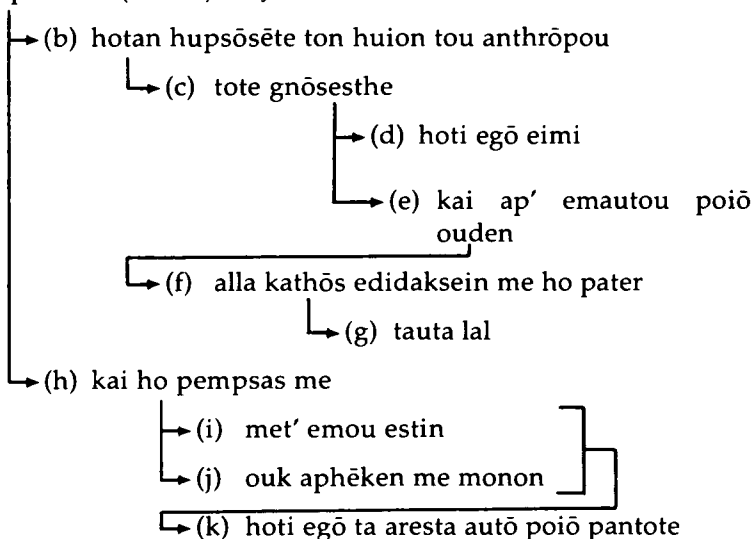 (b) hotan hupsōsēte ton huion tou anthrōpou
(c) tote gnōsesthe
(d) hoti egō eimi
(e) kai ap' emautou poiō
ouden
(f) alla kathōs edidaksein me ho pater
(g) tauta lal
(h) kai ho pempsas me
(i) met' emou estin
(j) ouk aphēken me monon
(k) hoti egō ta aresta autō poiō pantote